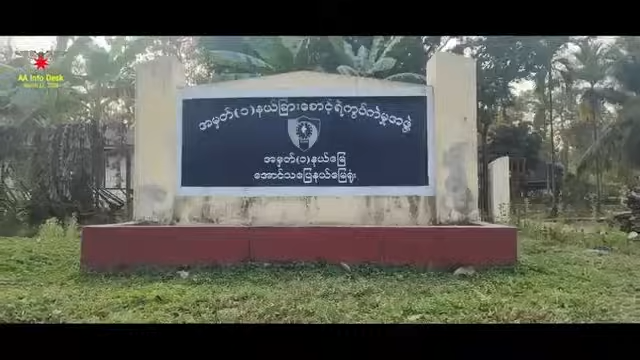 AA Info Desk
အမှတ်(၁)နယ်ခြားစောင့်ရဲကွပ်ကဲမှုအဖွဲ့
အမှတ်(၁)နယ်မြေ
အောင်သပြေနယ်မြေရုံး